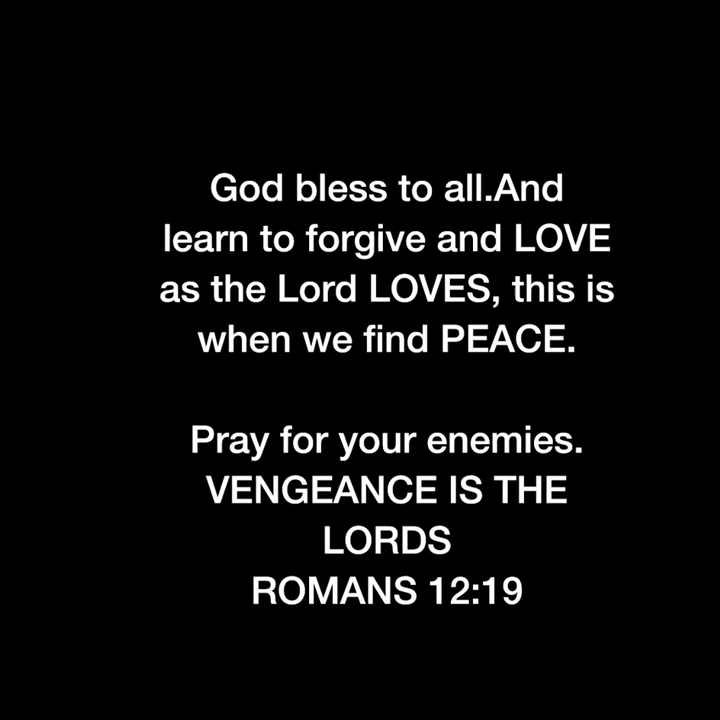 God bless to all.And
learn to forgive and LOVE
as the Lord LOVES, this is
when we find PEACE.
Pray for your enemies.
VENGEANCE IS THE
LORDS
ROMANS 12:19